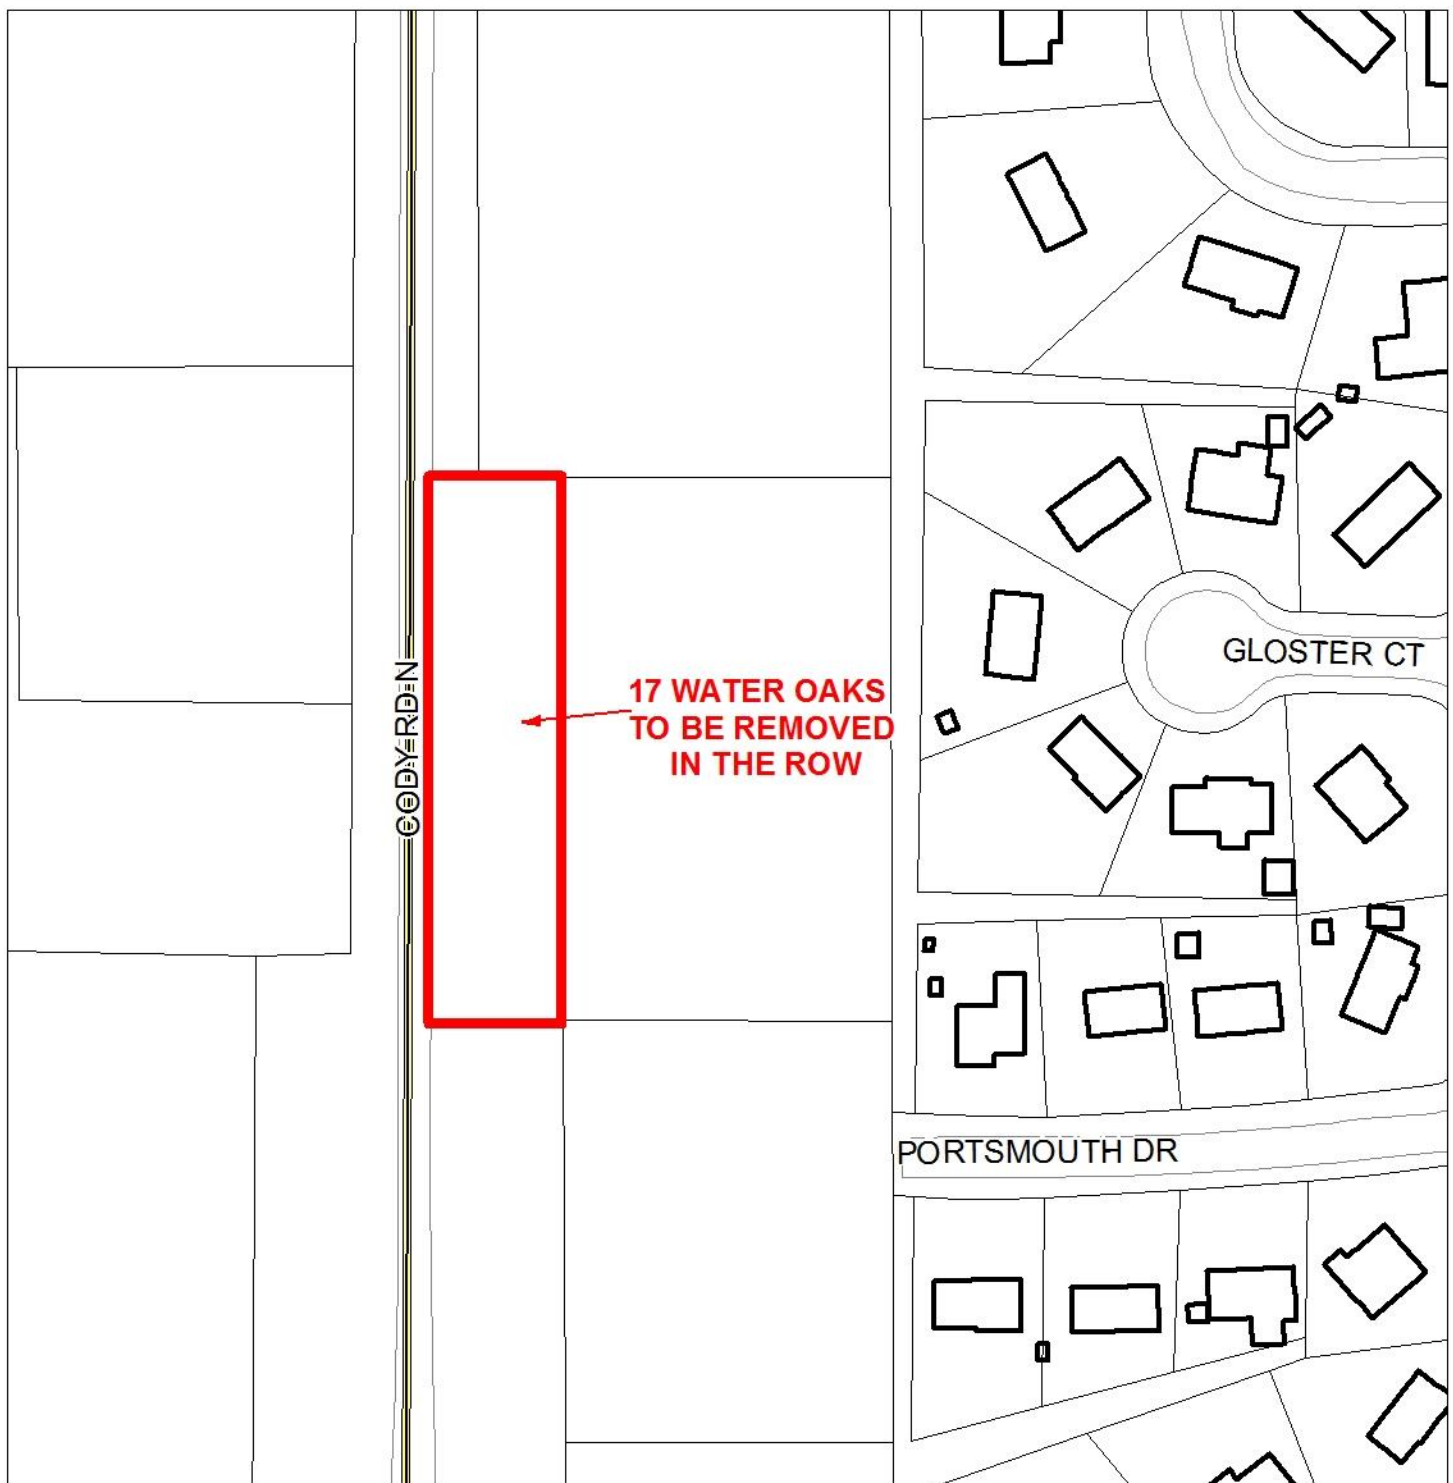 GLOSTER CT
CODY RD N
17 WATER OAKS
TO BE REMOVED
IN THE ROW
PORTSMOUTH DR